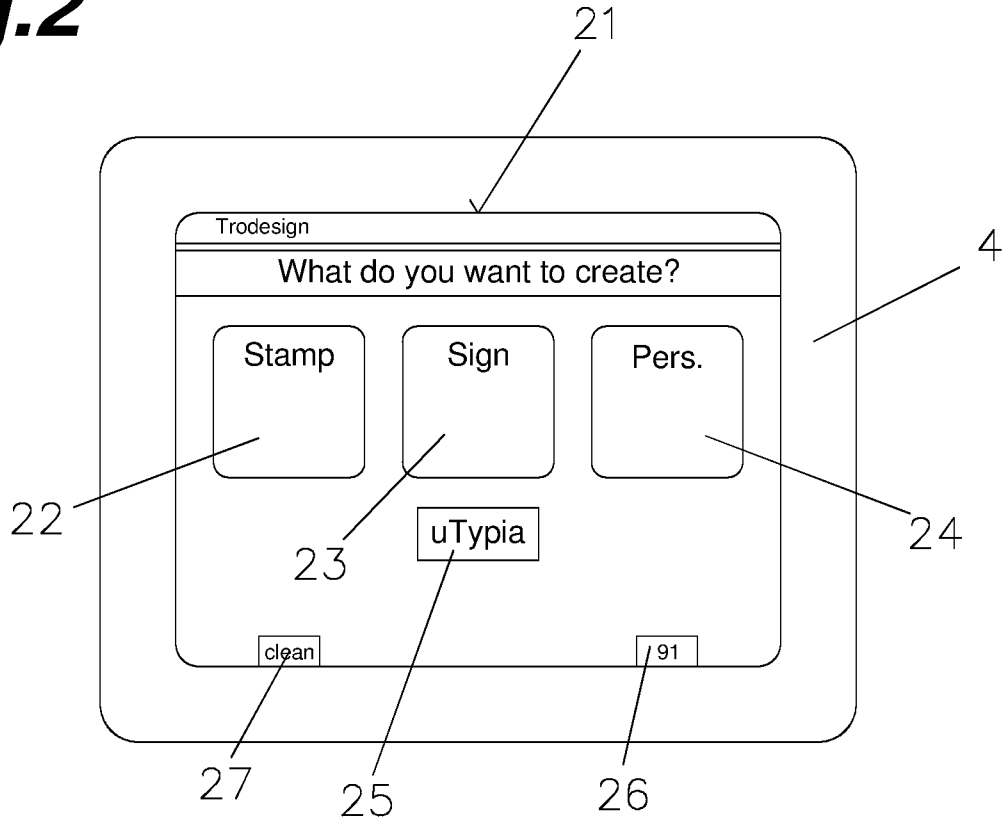 g.2
21
Trodesign
4
What do you want to create?
Stamp Sign Pers.
22
24
uTypia
23
clean 91
27
25
26